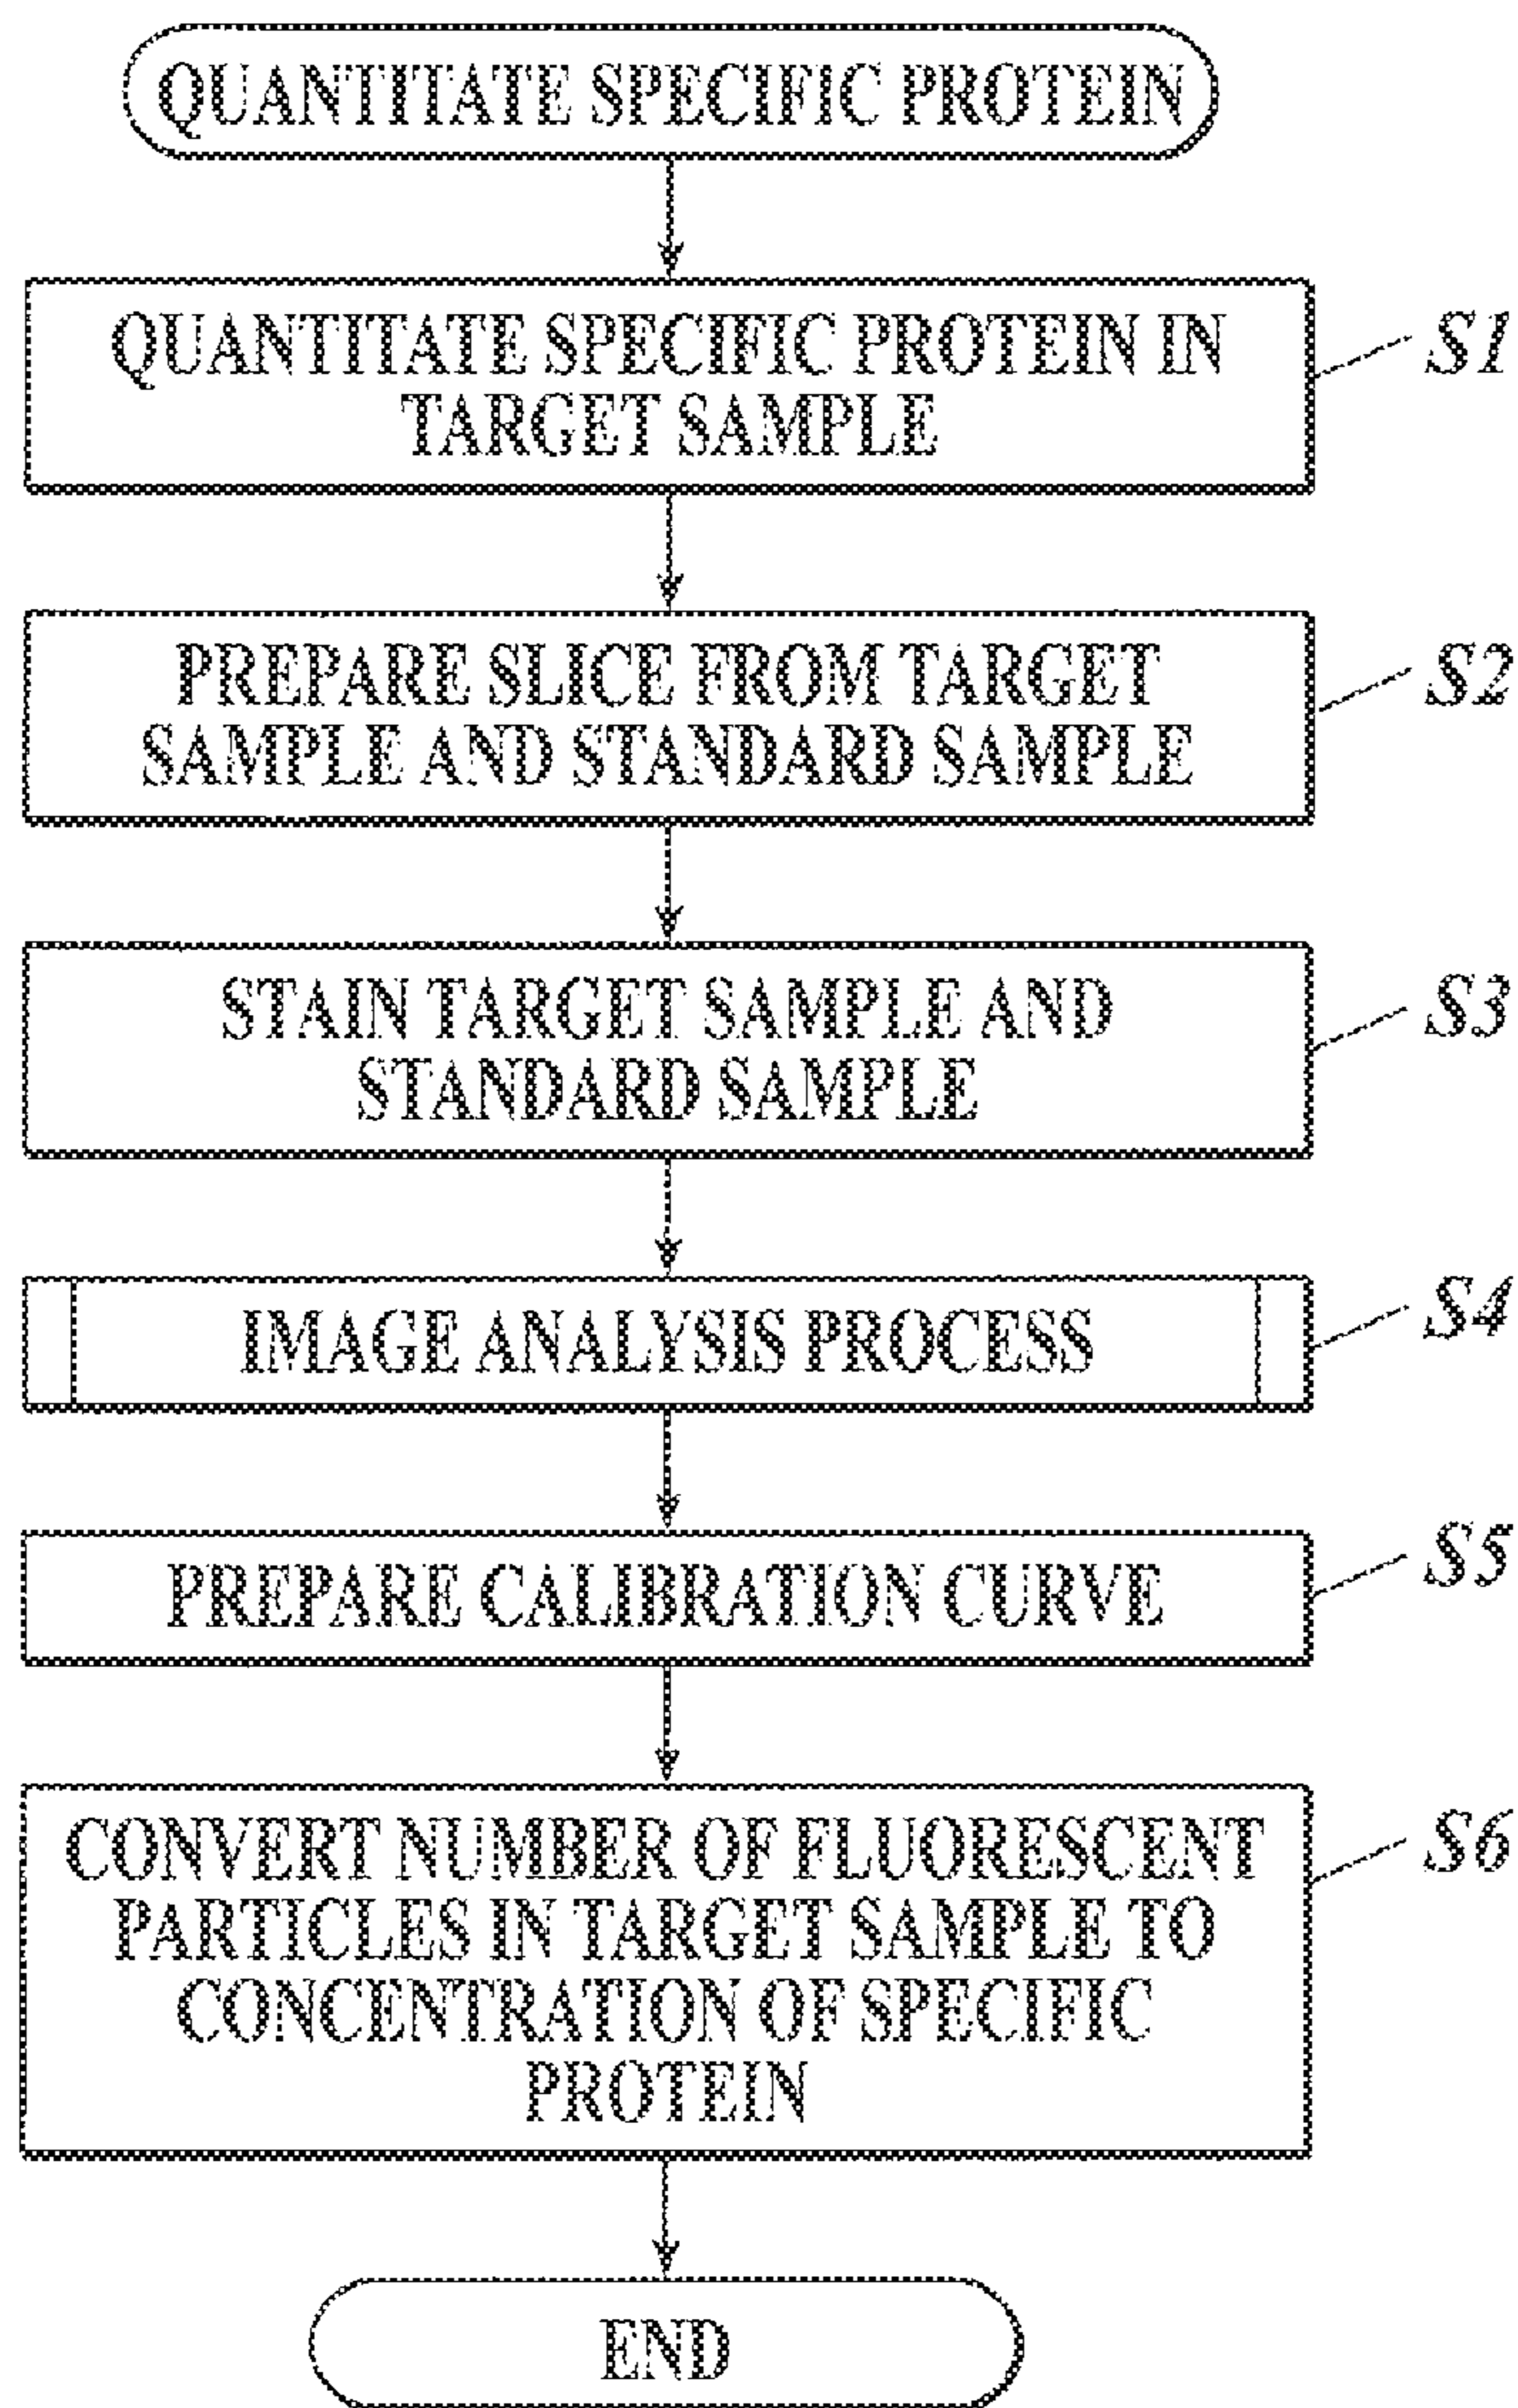 QUANTITATE SPECIFIC PROTEIN
QUANTITATE SPECIFIC PROTEIN IN
TARGET SAMPLE
S1
PREPARE SLICE FROM TARGET
SAMPLE AND STANDARD SAMPLE
S2
STAIN TARGET SAMPLE AND
STANDARD SAMPLE
S3
IMAGE ANALYSIS PROCESS
S4
PREPARE CALIBRATION CURVE
S5
CONVERT NUMBER OF FLUORESCENT
PARTICLES IN TARGET SAMPLE TO
CONCENTRATION OF SPECIFIC
PROTEIN
S6
END